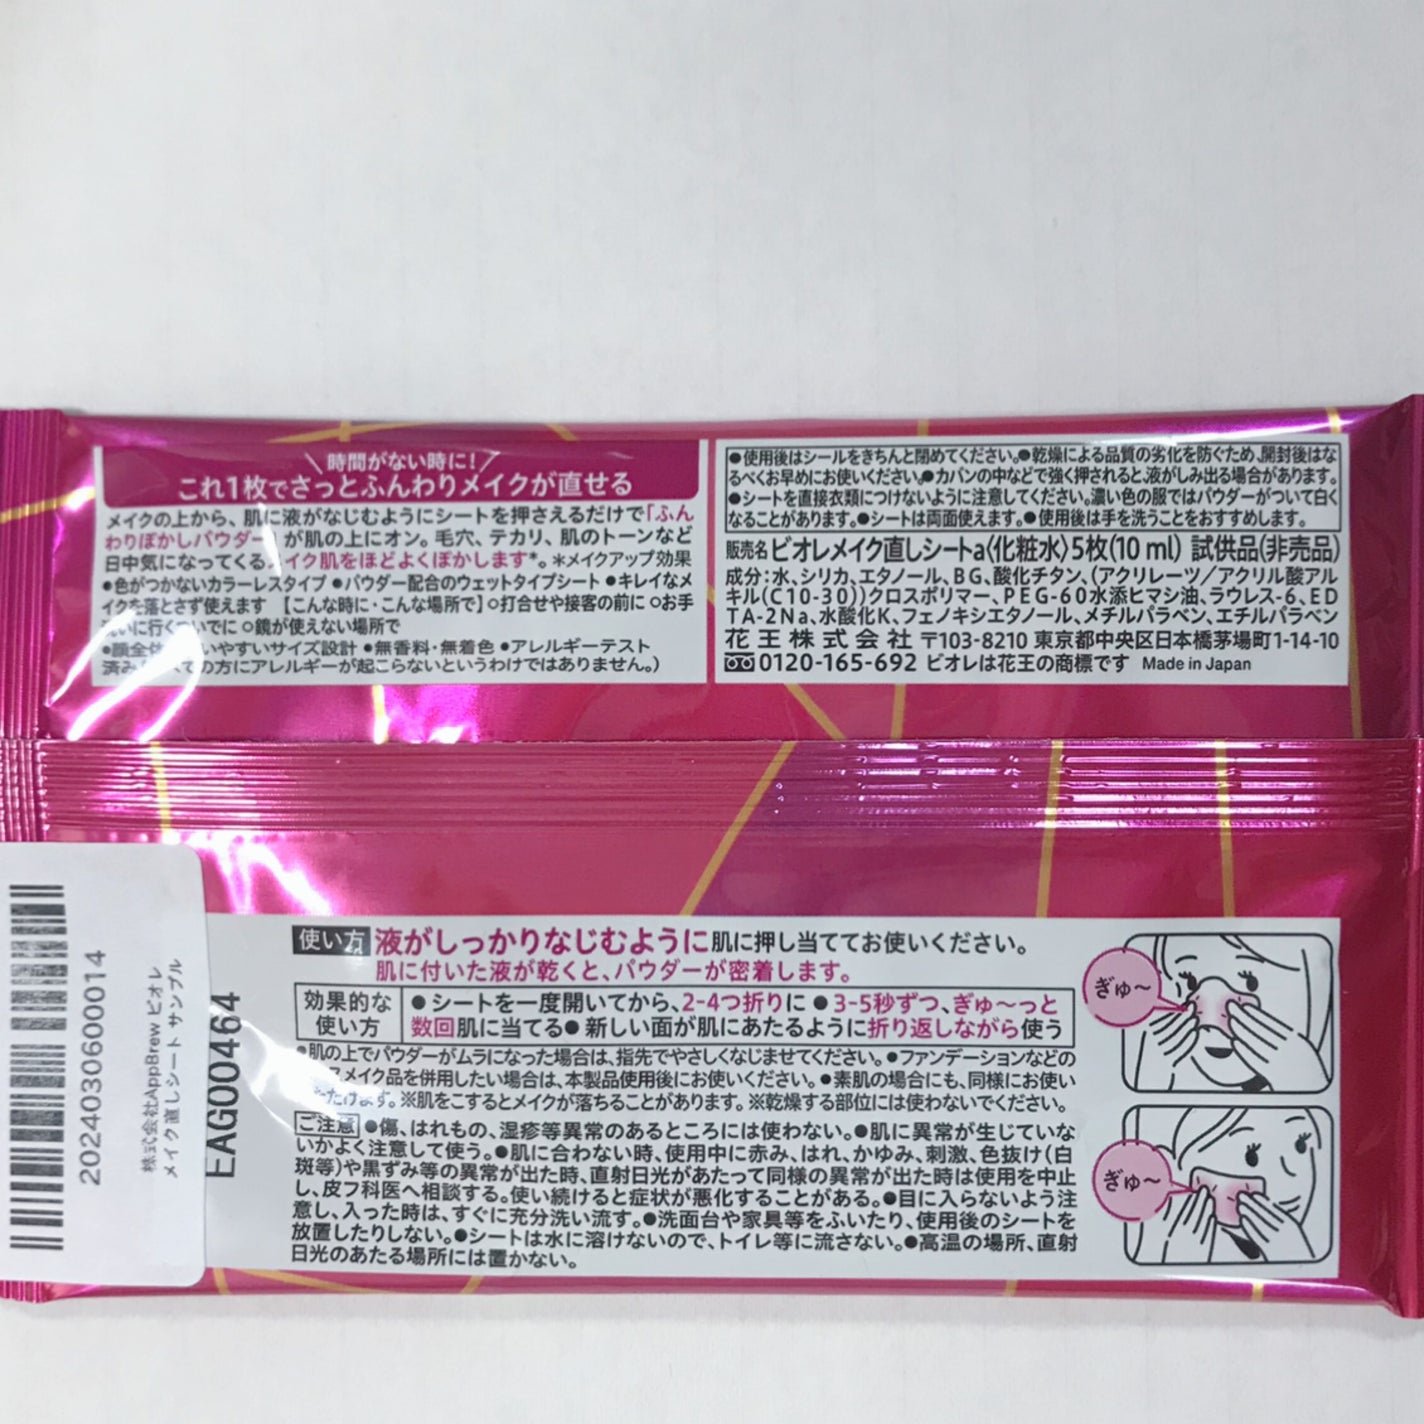 時間がない時に!
これ1枚でさっとふんわりメイクが直せる
メイクの上から、肌に液がなじむようにシートを押さえるだけで「ふん
わりぼかしパウダー」が肌の上にオン。毛穴、テカリ、肌のトーンなど
日中気になってくるメイク肌をほどよくぼかします*。*メイクアップ効果
●色がつかないカラーレスタイプ ●パウダー配合のウェットタイプシート ●キレイなメ
イクを落とさず使えます 【こんな時に・こんな場所で】○打合せや接客の前に ○お手
洗いに行くついでに ○鏡が使えない場所で
●顔全体 いやすいサイズ設計 ●無香料・無着色 ●アレルギーテスト
済み ての方にアレルギーが起こらないというわけではありません。)
●使用後はシールをきちんと閉めてください。●乾燥による品質の劣化を防ぐため、開封後はな
るべくお早めにお使いください。●カバンの中などで強く押されると、液がしみ出る場合があります。
●シートを直接衣類につけないように注意してください。濃い色の服ではパウダーがついて白く
なることがあります。●シートは両面使えます。●使用後は手を洗うことをおすすめします。
販売名 ビオレメイク直しシートa〈化粧水〉5枚(10 ml) 試供品(非売品)
成分:水、シリカ、エタノール、BG、酸化チタン、(アクリレーツ/アクリル酸アル
キル(C10-30))クロスポリマー、PEG-60水添ヒマシ油、ラウレス-6、ED
TA-2Na、水酸化K、フェノキシエタノール、メチルパラベン、エチルパラベン
花王株式会社 〒103-8210 東京都中央区日本橋茅場町1-14-10
0120-165-692 ビオレは花王の商標です Made in Japan
使い方 液がしっかりなじむように肌に押し当ててお使いください。
肌に付いた液が乾くと、パウダーが密着します。
効果的な
使い方
●シートを一度開いてから、2-4つ折りに ●3-5秒ずつ、ぎゅ〜っと
数回肌に当てる●新しい面が肌にあたるように折り返しながら使う
●肌の上でパウダーがムラになった場合は、指先でやさしくなじませてください。●ファンデーションなどの
スメイク品を併用したい場合は、本製品使用後にお使いください。●素肌の場合にも、同様にお使い
ただけます。※肌をこするとメイクが落ちることがあります。※乾燥する部位には使わないでください。
ご注意 ●傷、はれもの、湿疹等異常のあるところには使わない。●肌に異常が生じていな
いかよく注意して使う。●肌に合わない時、使用中に赤み、はれ、かゆみ、刺激、色抜け(白
斑等)や黒ずみ等の異常が出た時、直射日光があたって同様の異常が出た時は使用を中止
し、皮フ科医へ相談する。使い続けると症状が悪化することがある。●目に入らないよう注
意し、入った時は、すぐに充分洗い流す。●洗面台や家具等をふいたり、使用後のシートを
放置したりしない。●シートは水に溶けないので、トイレ等に流さない。●高温の場所、直射
日光のあたる場所には置かない。
ぎゅ〜
ぎゅ〜
2024030600014
株式会社AppBrew ビオレ
メイク直しシート サンプル
EAG00464